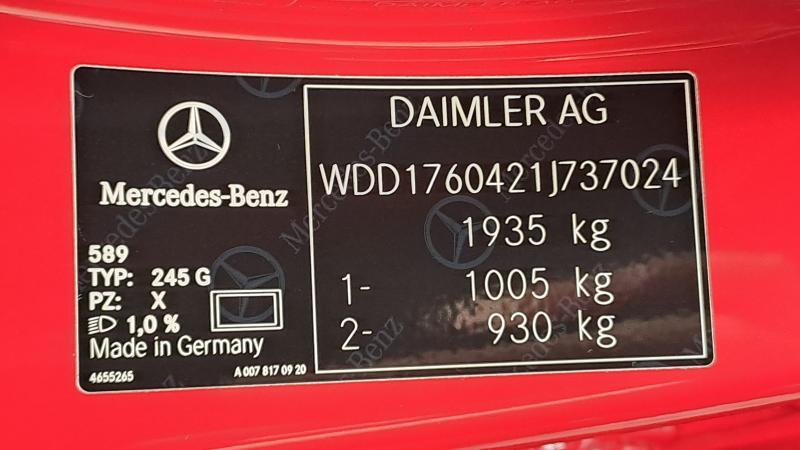 Mercedes-Benz
589
TYP: 245 G
PZ: X
1,0 %
Made in Germany
4655265
A 007 817 09 20
DAIMLER AG
WDD1760421J737024
1935 kg
1- 1005 kg
2- 930 kg